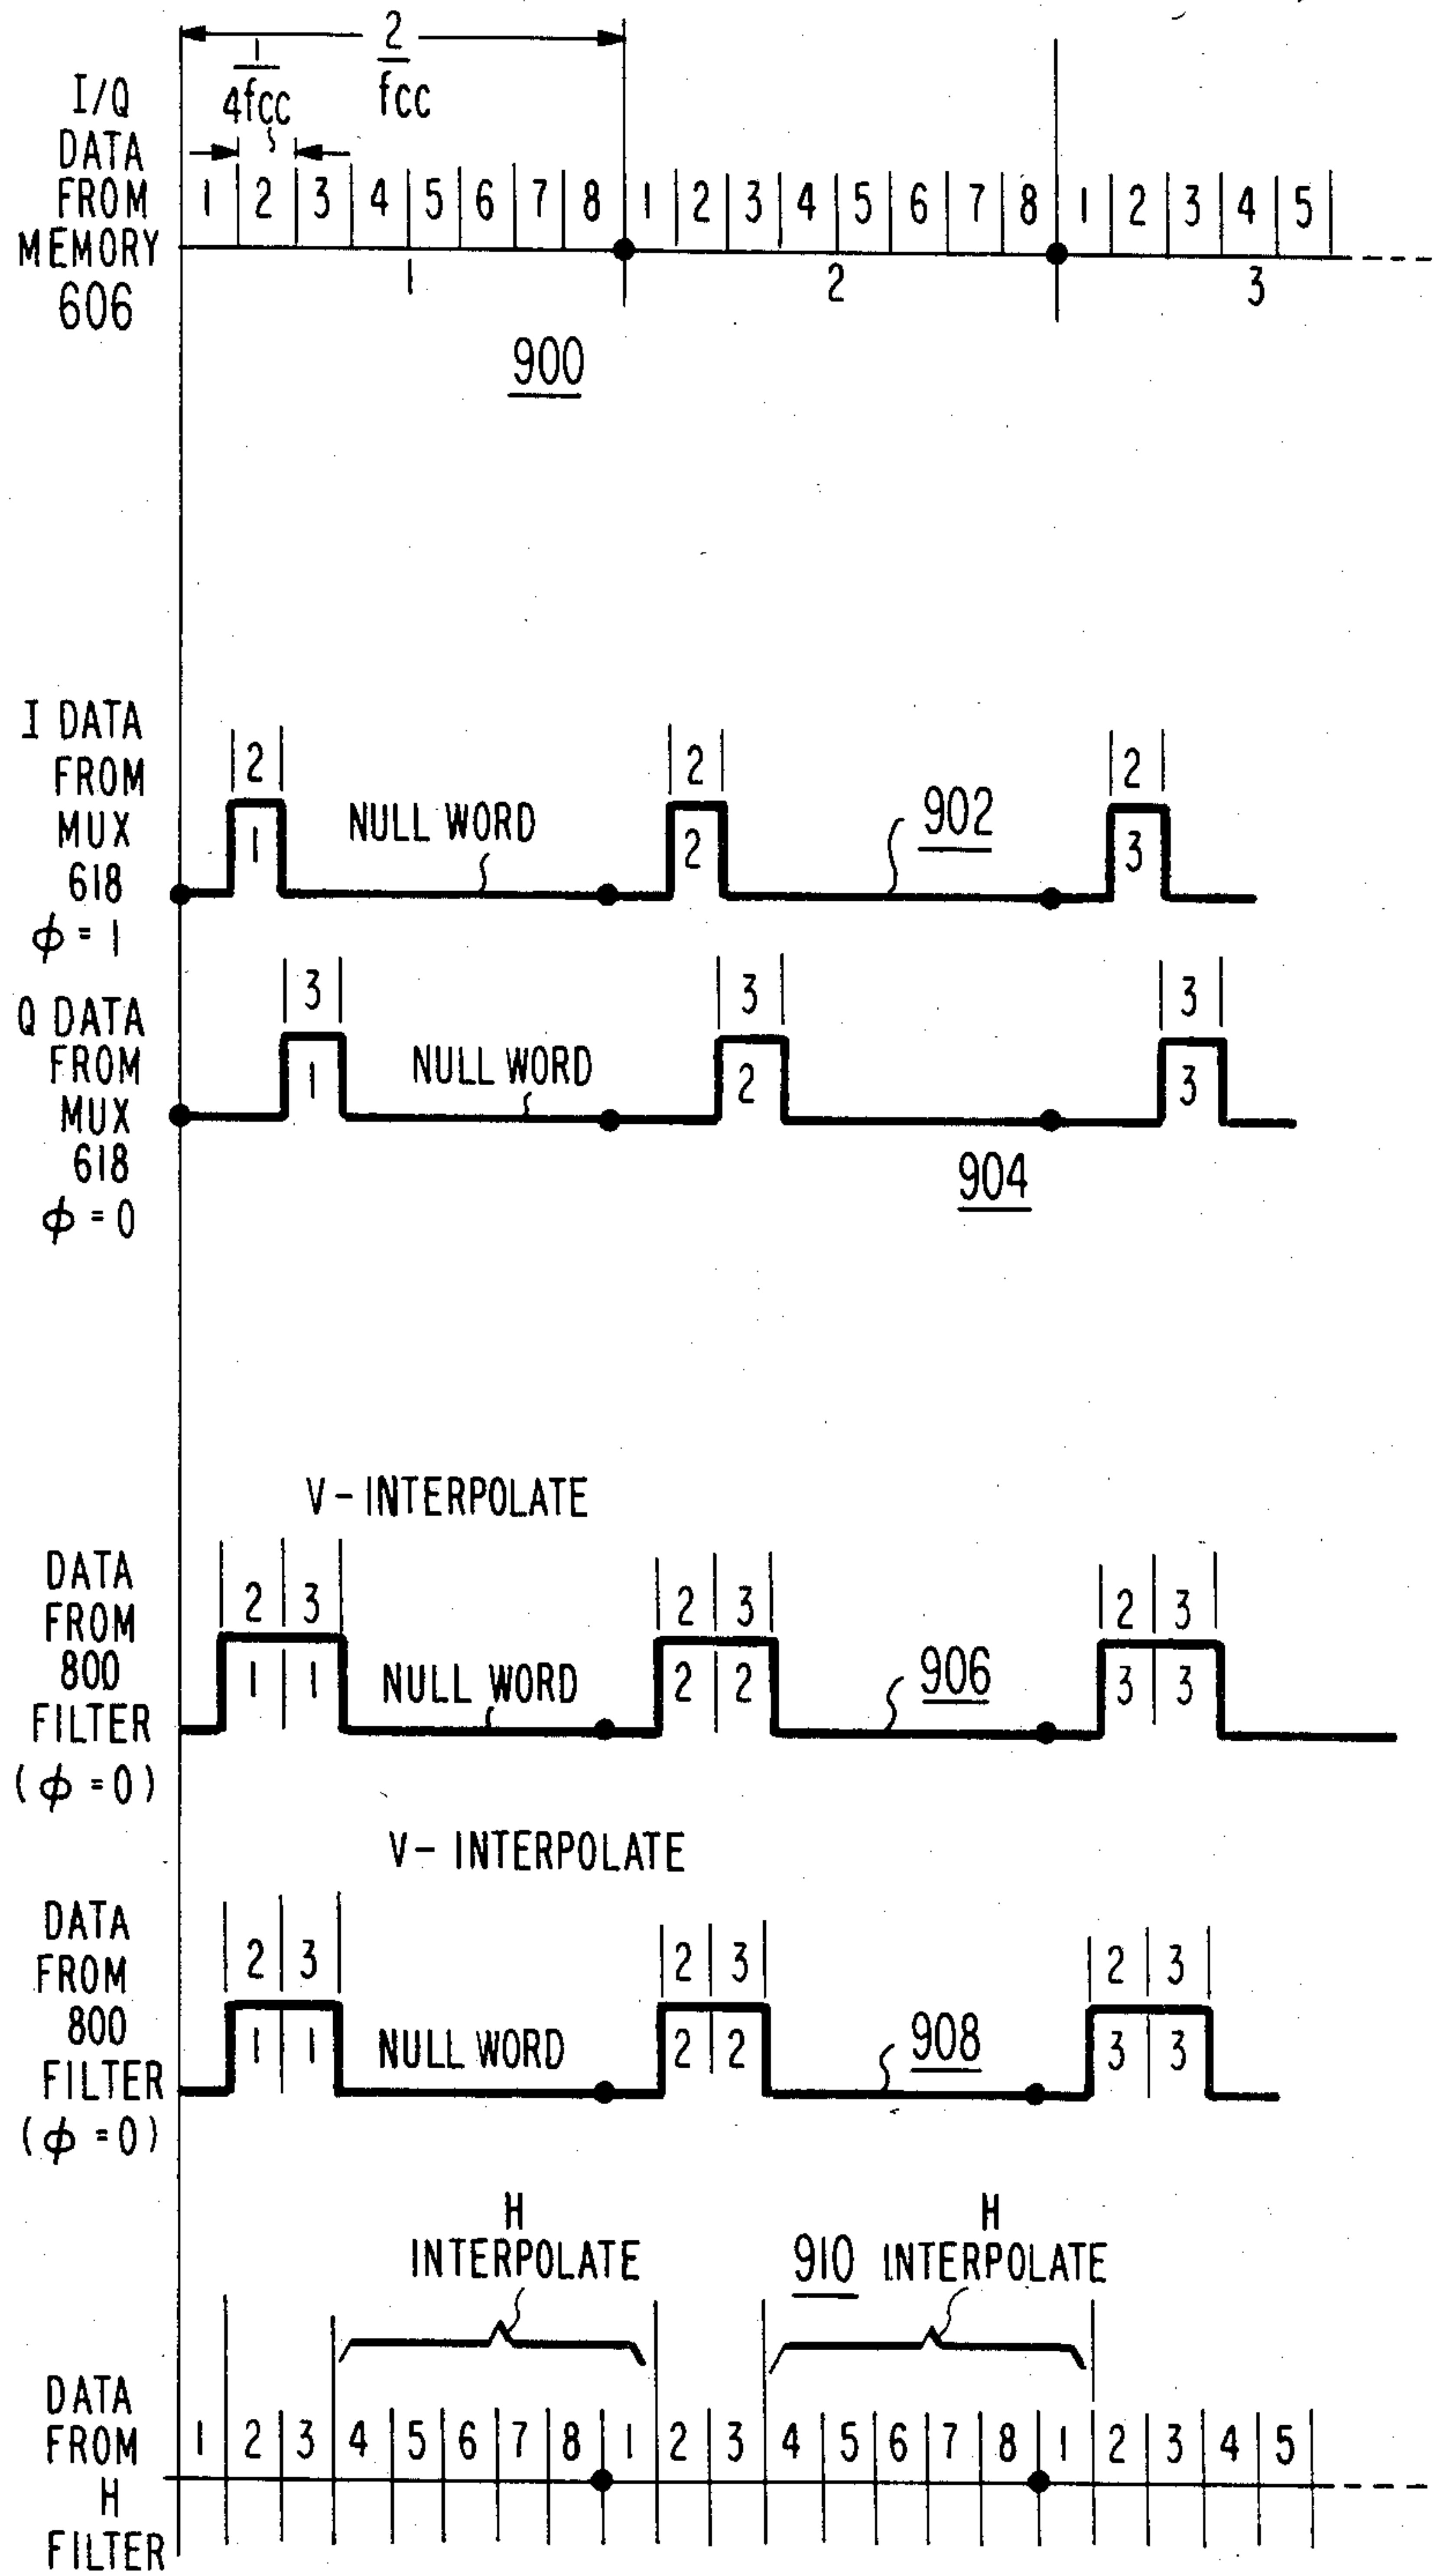 2
fcc
1
4fcc
I/Q
DATA
FROM
MEMORY
606
1 2 3 4 5 6 7 8 1 2 3 4 5 6 7 8 1 2 3 4 5
1 2 3
900
I DATA
FROM
MUX
618
ϕ = 1
2 2 2
1 NULL WORD 2 902 3
Q DATA
FROM
MUX
618
ϕ = 0
3 3 3
1 NULL WORD 2 3
904
V - INTERPOLATE
DATA
FROM
800
FILTER
(ϕ = 0)
2 3 2 3 2 3
1 1 NULL WORD 2 2 906 3 3
V - INTERPOLATE
DATA
FROM
800
FILTER
(ϕ = 0)
2 3 2 3 2 3
1 1 NULL WORD 2 2 908 3 3
H
INTERPOLATE
910
H
INTERPOLATE
DATA
FROM
H
FILTER
1 2 3 4 5 6 7 8 1 2 3 4 5 6 7 8 1 2 3 4 5